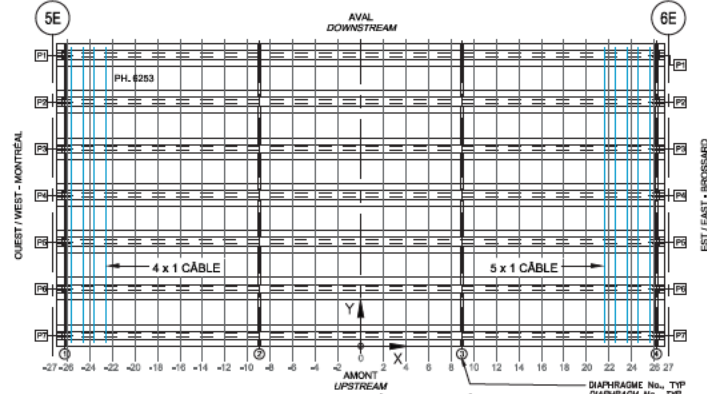 5E
6E
AVAL
DOWNSTREAM
P1
P1
PH. 6253
P2
P2
P3
P3
P4
P4
P5
P5
P6
P6
P7
P7
OUEST / WEST - MONTRÉAL
EST / EAST - BROSSARD
4 x 1 CÂBLE
5 x 1 CÂBLE
Y
X
1
2
3
4
-27 -26 -24 -22 -20 -18 -16 -14 -12 -10 -8 -6 -4 -2 0 2 4 6 8 10 12 14 16 18 20 22 24 26 27
AMONT
UPSTREAM
DIAPHRAGME No., TYP
DIAPHRAGM No., TYP